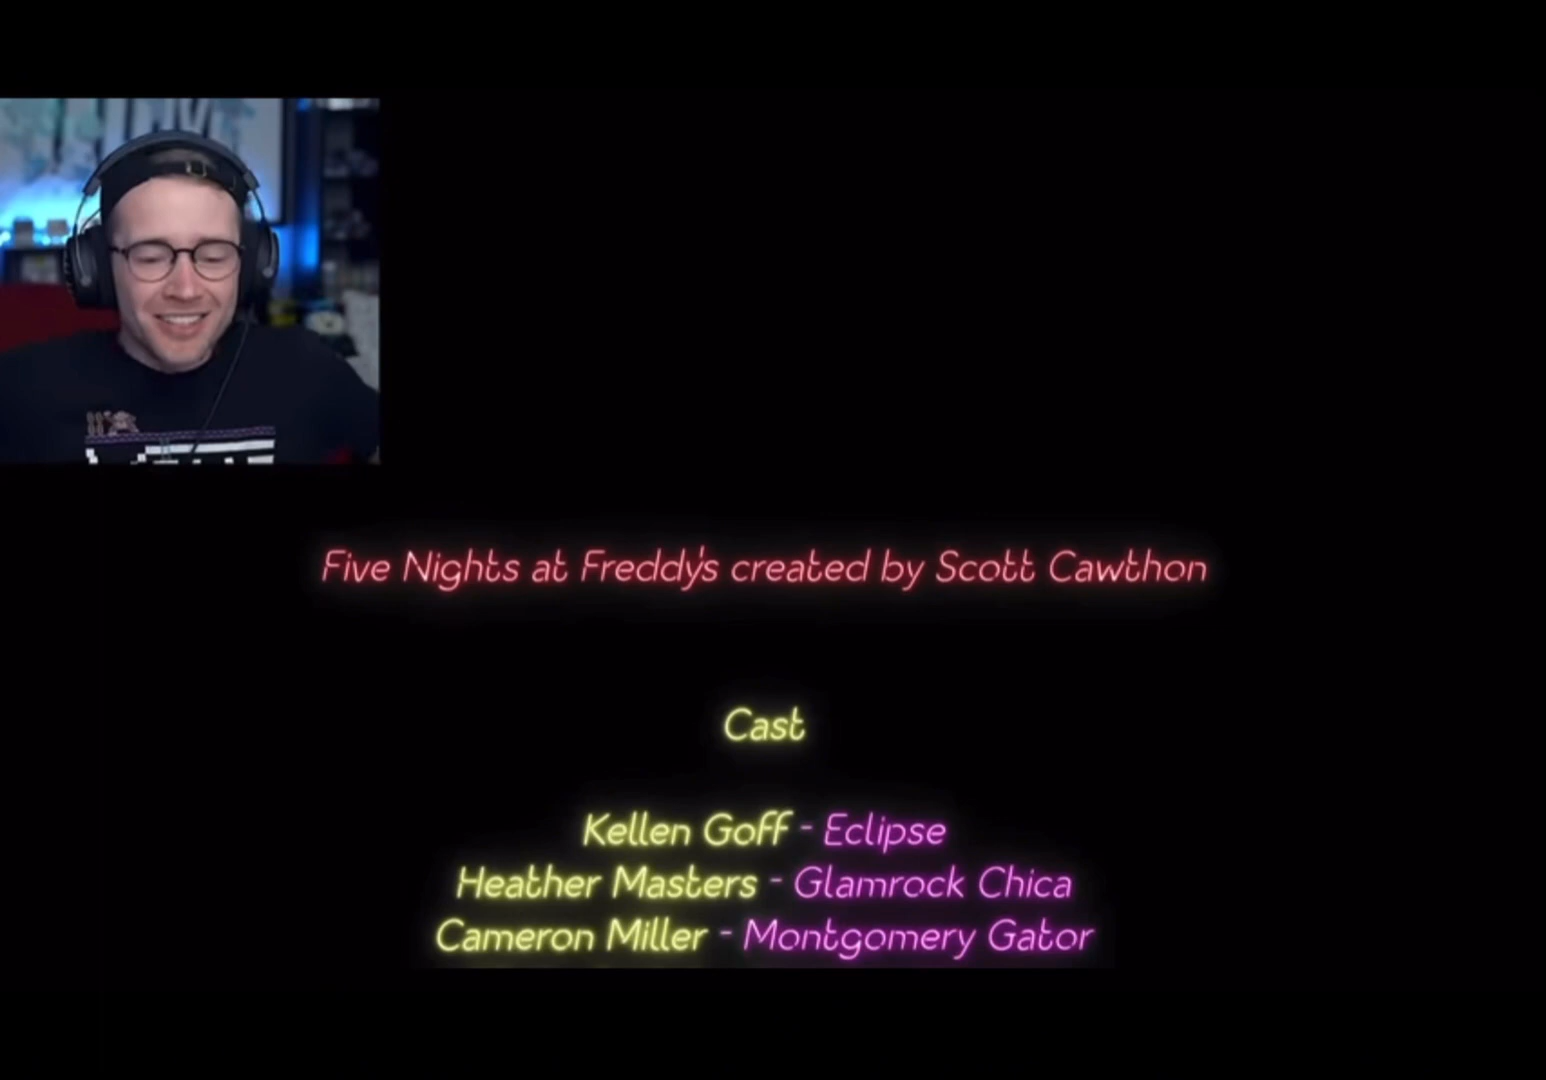 Five Nights at Freddy's created by Scott Cawthon
Cast
Kellen Goff - Eclipse
Heather Masters - Glamrock Chica
Cameron Miller - Montgomery Gator